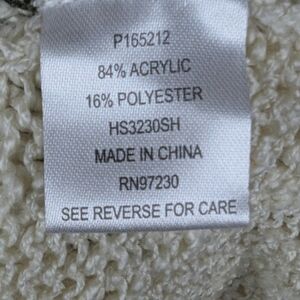 P165212
84% ACRYLIC
16% POLYESTER
HS3230SH
MADE IN CHINA
RN97230
SEE REVERSE FOR CARE